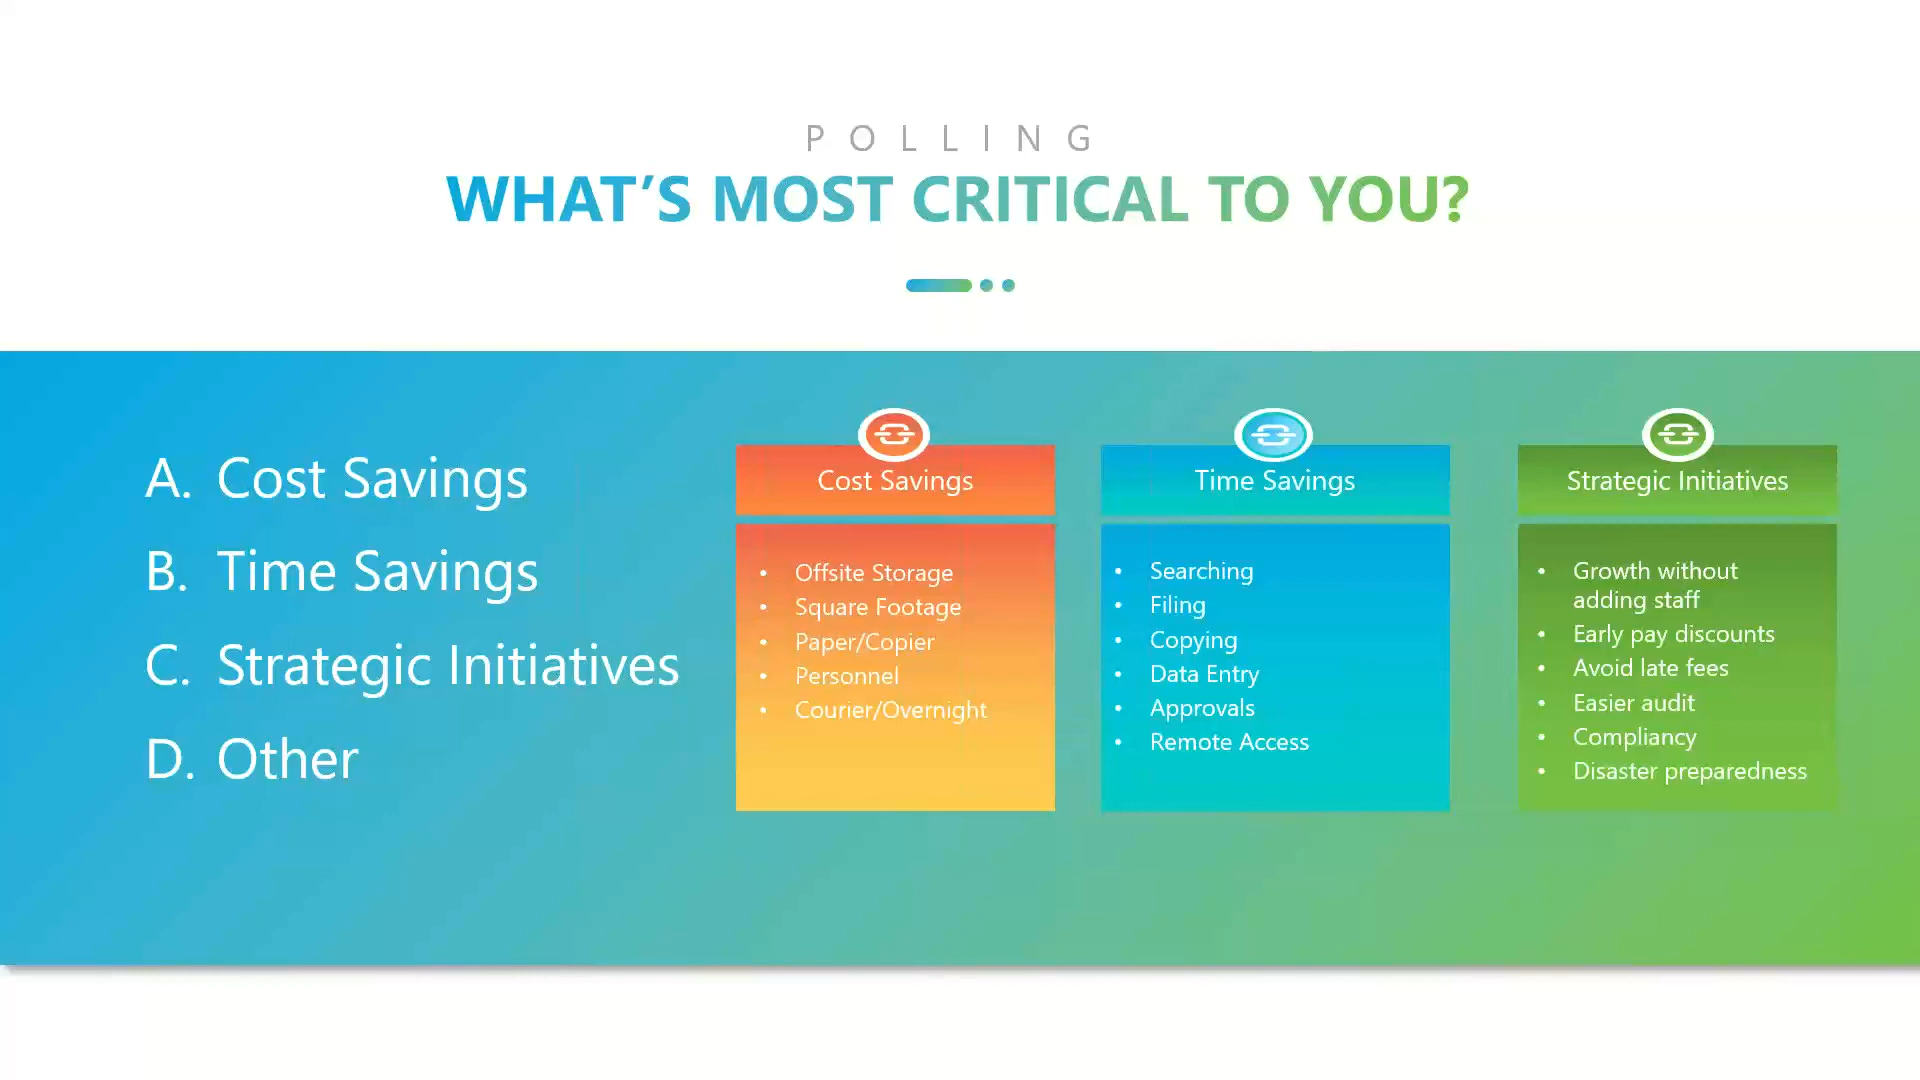 POLLING
WHAT’S MOST CRITICAL TO YOU?
A. Cost Savings
B. Time Savings
C. Strategic Initiatives
D. Other
Cost Savings
• Offsite Storage
• Square Footage
• Paper/Copier
• Personnel
• Courier/Overnight
Time Savings
• Searching
• Filing
• Copying
• Data Entry
• Approvals
• Remote Access
Strategic Initiatives
• Growth without
adding staff
• Early pay discounts
• Avoid late fees
• Easier audit
• Compliancy
• Disaster preparedness